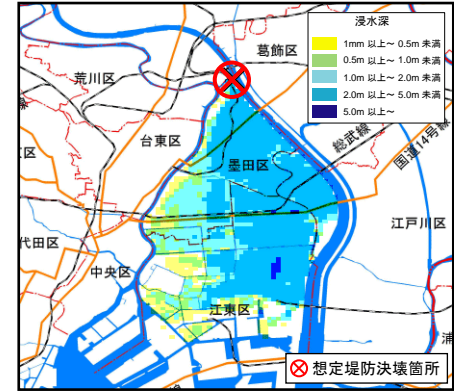 浸水深
1mm 以上～ 0.5m 未満
0.5m 以上～ 1.0m 未満
1.0m 以上～ 2.0m 未満
2.0m 以上～ 5.0m 未満
5.0m 以上～
葛飾区
荒川区
台東区
墨田区
総武線
国道14号線
江戸川区
代田区
中央区
江東区
浦
想定堤防決壊箇所